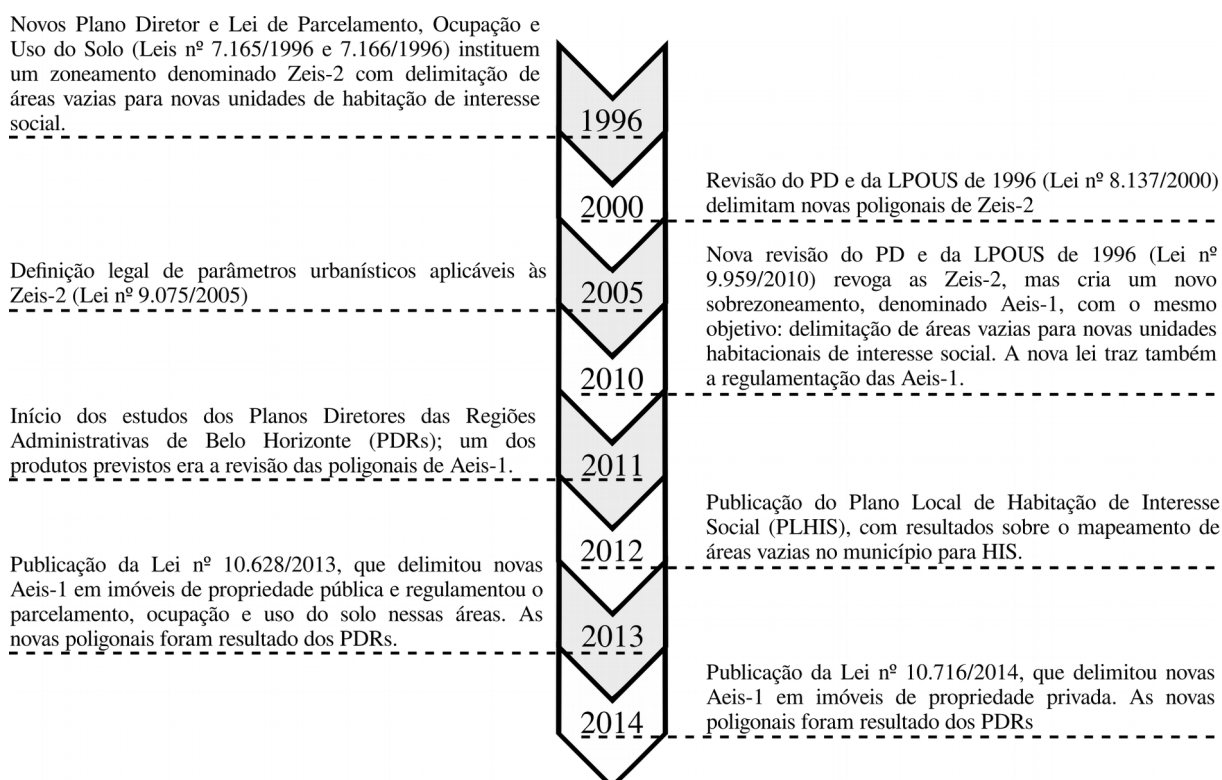 Novos Plano Diretor e Lei de Parcelamento, Ocupação e
Uso do Solo (Leis nº 7.165/1996 e 7.166/1996) instituem
um zoneamento denominado Zeis-2 com delimitação de
áreas vazias para novas unidades de habitação de interesse
social.
1996
2000
Revisão do PD e da LPOUS de 1996 (Lei nº 8.137/2000)
delimitam novas poligonais de Zeis-2
Definição legal de parâmetros urbanísticos aplicáveis às
Zeis-2 (Lei nº 9.075/2005)
2005
2010
Nova revisão do PD e da LPOUS de 1996 (Lei nº
9.959/2010) revoga as Zeis-2, mas cria um novo
sobrezoneamento, denominado Aeis-1, com o mesmo
objetivo: delimitação de áreas vazias para novas unidades
habitacionais de interesse social. A nova lei traz também
a regulamentação das Aeis-1.
Início dos estudos dos Planos Diretores das Regiões
Administrativas de Belo Horizonte (PDRs); um dos
produtos previstos era a revisão das poligonais de Aeis-1.
2011
2012
Publicação do Plano Local de Habitação de Interesse
Social (PLHIS), com resultados sobre o mapeamento de
áreas vazias no município para HIS.
Publicação da Lei nº 10.628/2013, que delimitou novas
Aeis-1 em imóveis de propriedade pública e regulamentou o
parcelamento, ocupação e uso do solo nessas áreas. As
novas poligonais foram resultado dos PDRs.
2013
2014
Publicação da Lei nº 10.716/2014, que delimitou novas
Aeis-1 em imóveis de propriedade privada. As novas
poligonais foram resultado dos PDRs